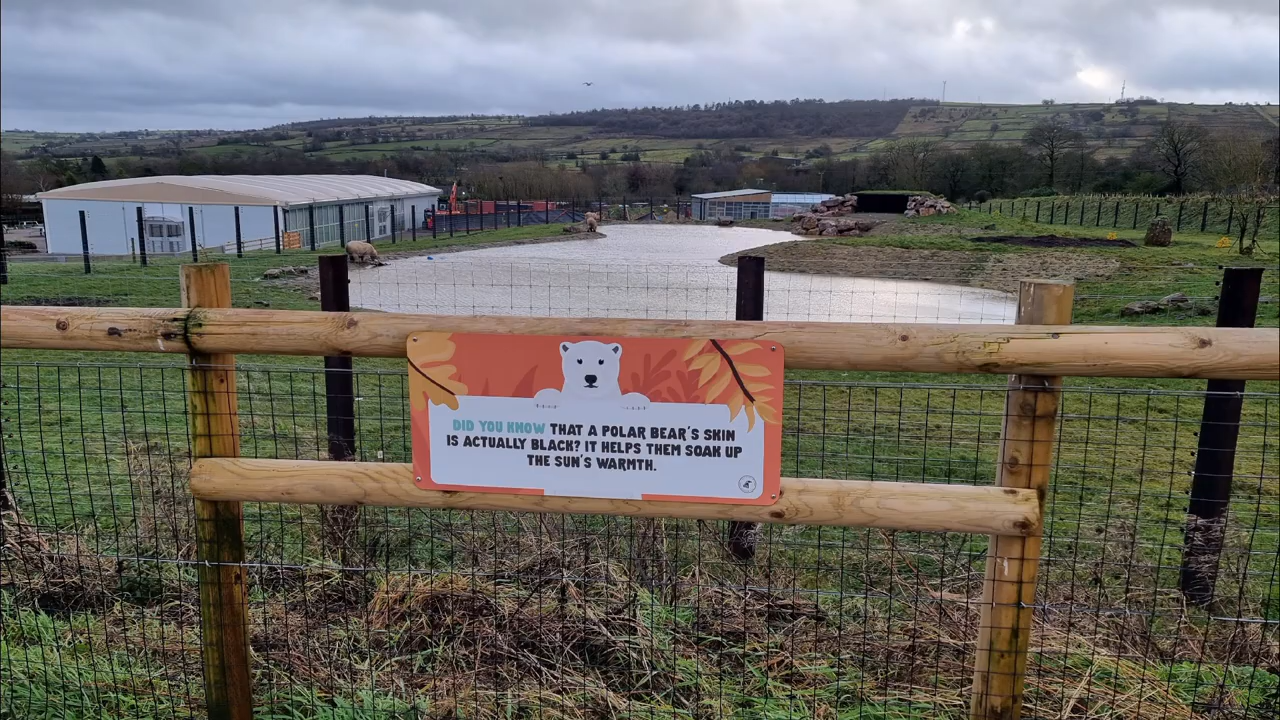 DID YOU KNOW THAT A POLAR BEAR'S SKIN
IS ACTUALLY BLACK? IT HELPS THEM SOAK UP
THE SUN'S WARMTH.